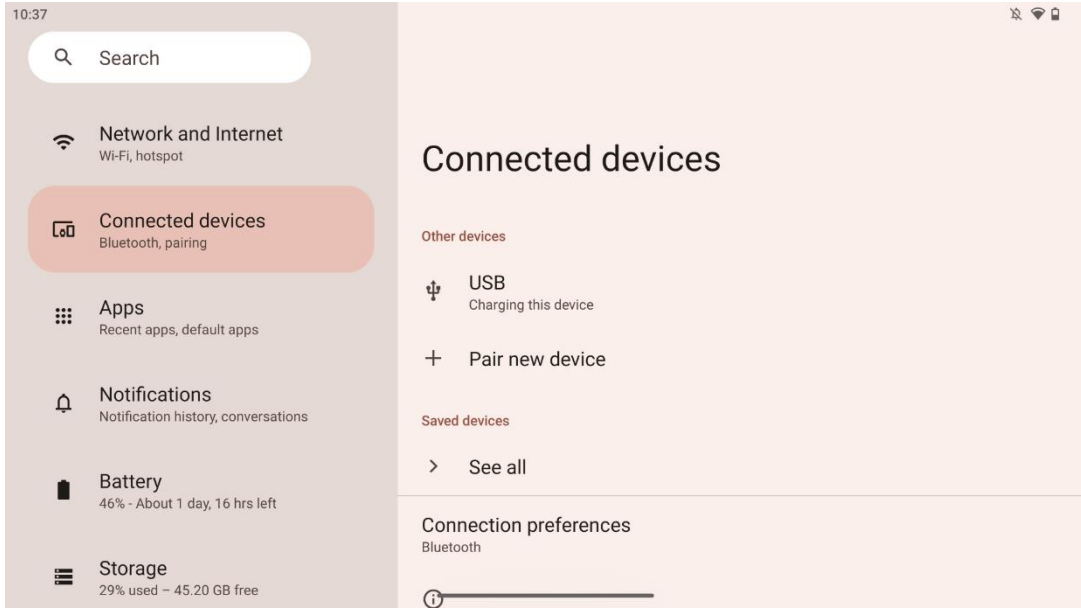 10:37
Search
Network and Internet
Wi-Fi, hotspot
Connected devices
Bluetooth, pairing
Apps
Recent apps, default apps
Notifications
Notification history, conversations
Battery
46% - About 1 day, 16 hrs left
Storage
29% used – 45.20 GB free
Connected devices
Other devices
USB
Charging this device
Pair new device
Saved devices
See all
Connection preferences
Bluetooth